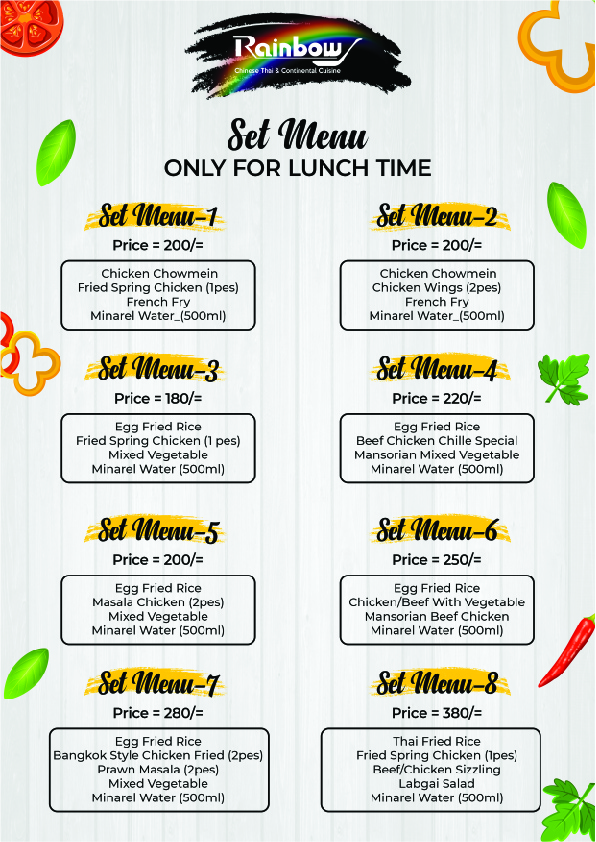 Rainbow
Chinese Thai & Continental Cuisine
Set Menu
ONLY FOR LUNCH TIME
Set Menu-1
Price = 200/=
Chicken Chowmein
Fried Spring Chicken (1pes)
French Fry
Minarel Water_(500ml)
Set Menu-2
Price = 200/=
Chicken Chowmein
Chicken Wings (2pes)
French Fry
Minarel Water_(500ml)
Set Menu-3
Price = 180/=
Egg Fried Rice
Fried Spring Chicken (1 pes)
Mixed Vegetable
Minarel Water (500ml)
Set Menu-4
Price = 220/=
Egg Fried Rice
Beef Chicken Chille Special
Mansorian Mixed Vegetable
Minarel Water (500ml)
Set Menu-5
Price = 200/=
Egg Fried Rice
Masala Chicken (2pes)
Mixed Vegetable
Minarel Water (500ml)
Set Menu-6
Price = 250/=
Egg Fried Rice
Chicken/Beef With Vegetable
Mansorian Beef Chicken
Minarel Water (500ml)
Set Menu-7
Price = 280/=
Egg Fried Rice
Bangkok Style Chicken Fried (2pes)
Prawn Masala (2pes)
Mixed Vegetable
Minarel Water (500ml)
Set Menu-8
Price = 380/=
Thai Fried Rice
Fried Spring Chicken (1pes)
Beef/Chicken Sizzling
Labgai Salad
Minarel Water (500ml)